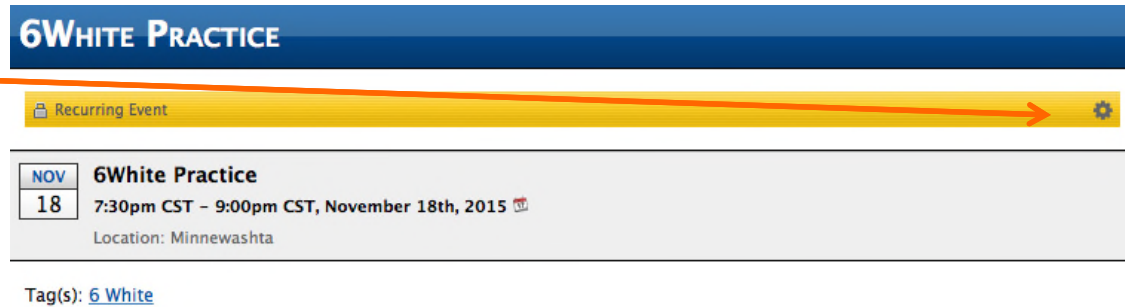 6WHITE PRACTICE
Recurring Event
NOV
18
6White Practice
7:30pm CST – 9:00pm CST, November 18th, 2015
Location: Minnewashta
Tag(s): 6 White